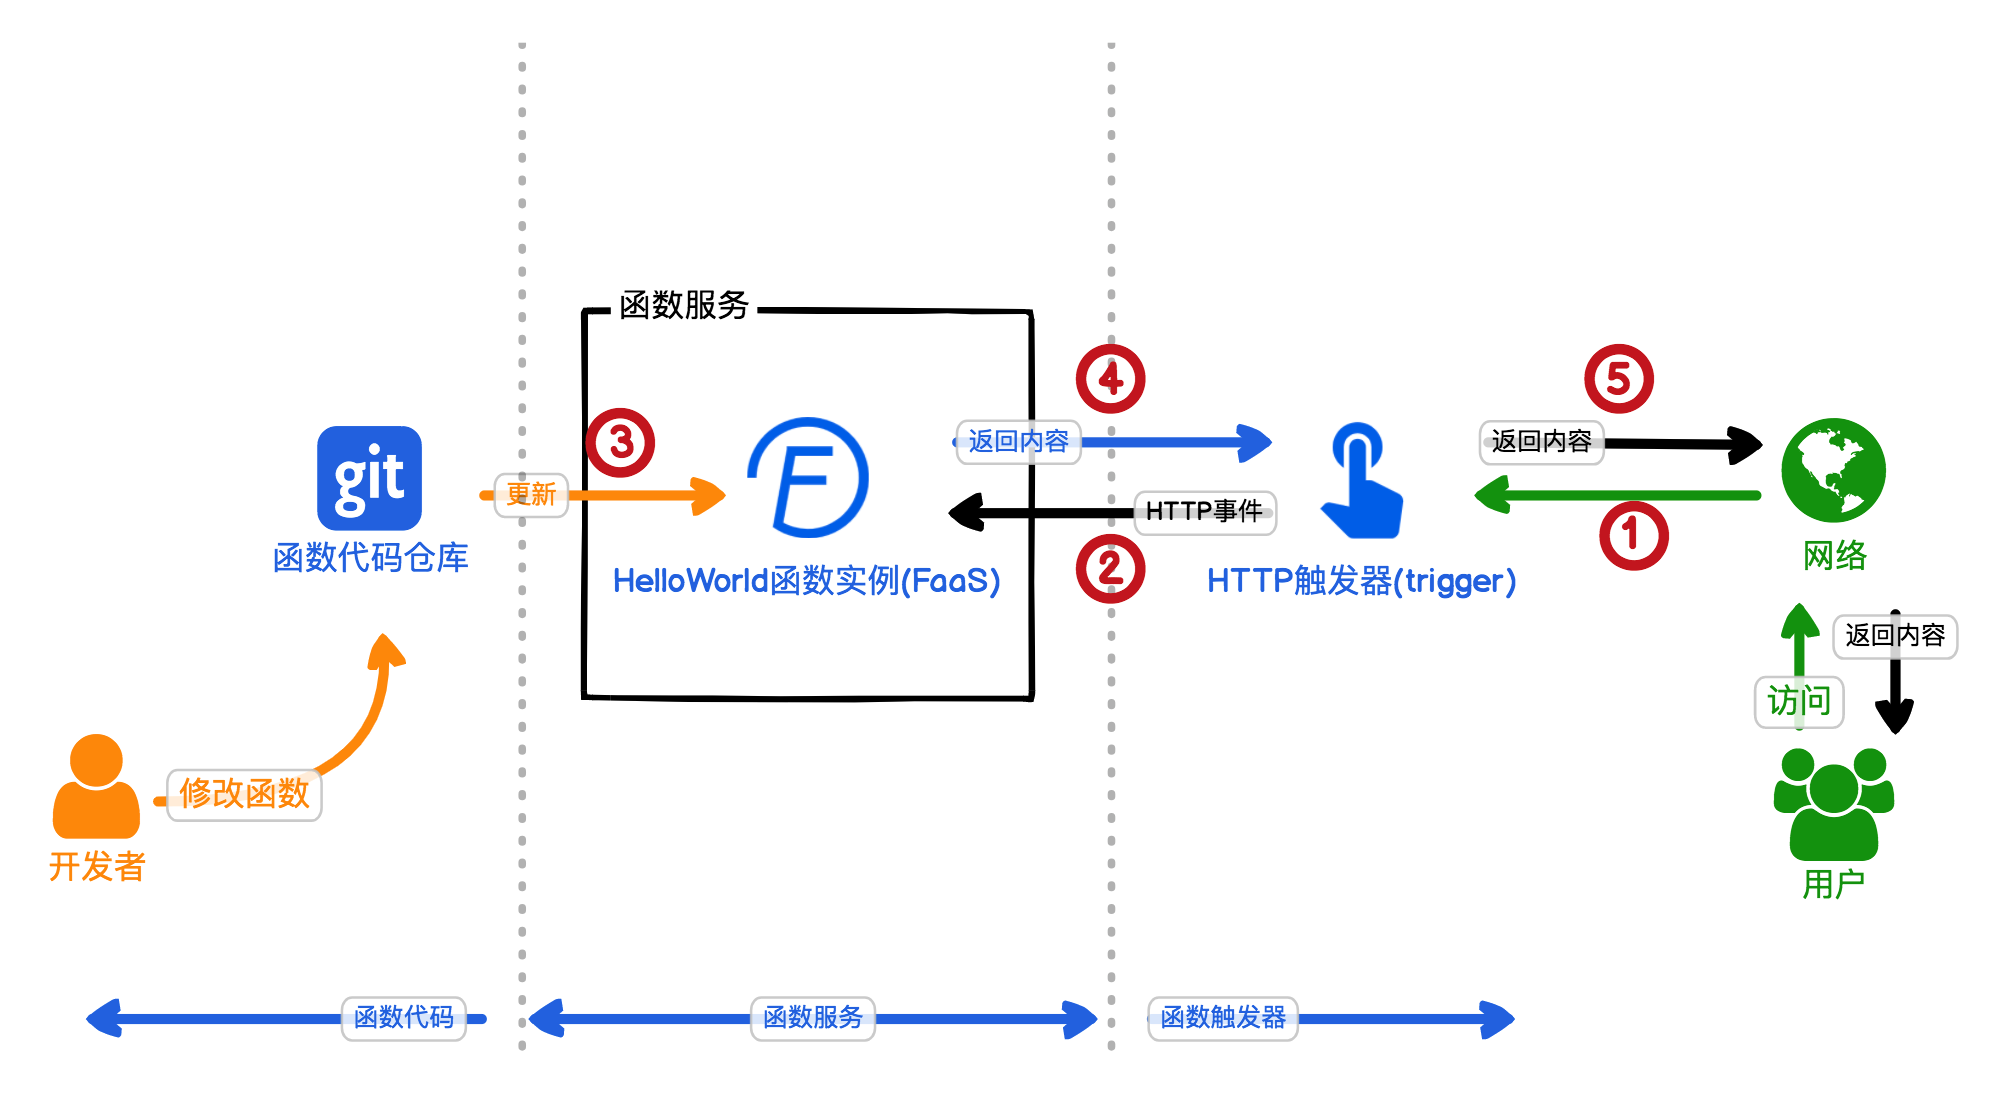 函数服务
④
⑤
③
返回内容
返回内容
git
更新
HTTP事件
①
②
函数代码仓库
HelloWorld函数实例(FaaS)
HTTP触发器(trigger)
网络
返回内容
访问
修改函数
开发者
用户
函数代码
函数服务
函数触发器